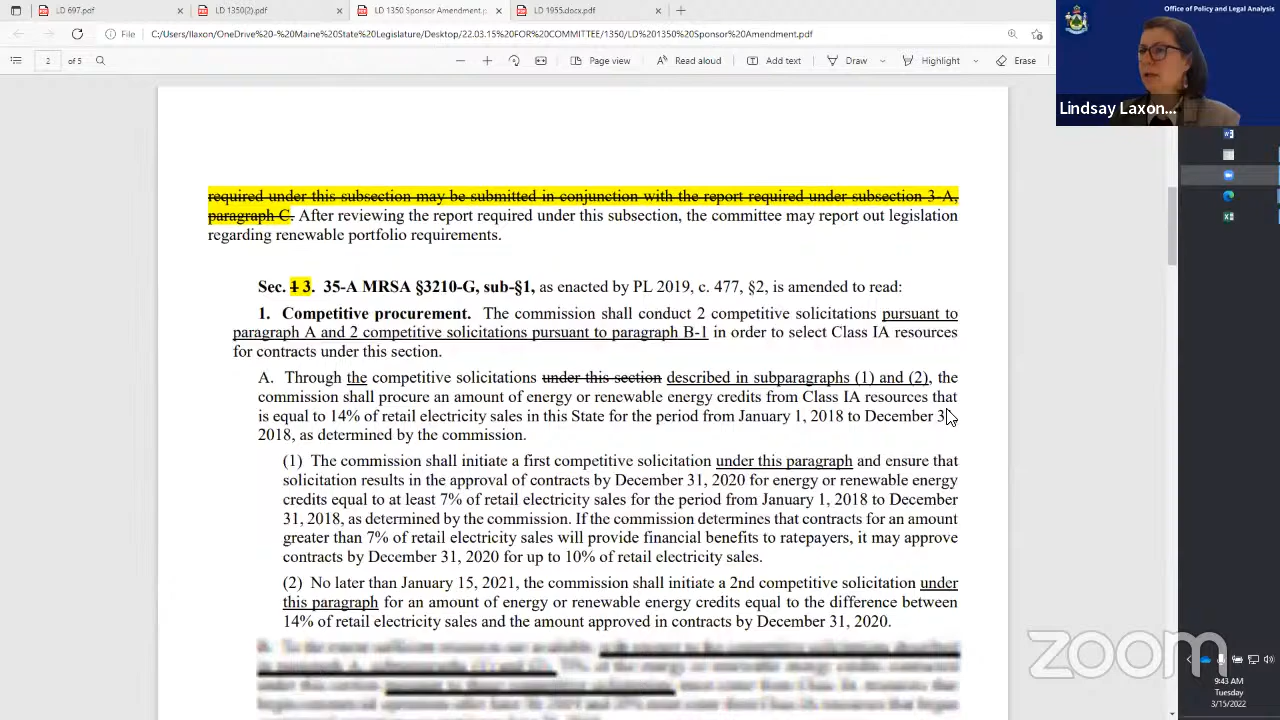 LD 697.pdf
LD 1350(2).pdf
LD 1350 Sponsor Amendment.p
LD 1955.docx.pdf
File
C:/Users/llaxon/OneDrive%20-%20Maine%20State%20Legislature/Desktop/22.03.15%20FOR%20COMMITTEE/1350/LD%201350%20Sponsor%20Amendment.pdf
2 of 5
Page view
Read aloud
Add text
Draw
Highlight
Erase
Office of Policy and Legal Analysis
Lindsay Laxon...
required under this subsection may be submitted in conjunction with the report required under subsection 3-A,
paragraph C. After reviewing the report required under this subsection, the committee may report out legislation
regarding renewable portfolio requirements.
Sec. 1 3. 35-A MRSA §3210-G, sub-§1, as enacted by PL 2019, c. 477, §2, is amended to read:
1. Competitive procurement. The commission shall conduct 2 competitive solicitations pursuant to
paragraph A and 2 competitive solicitations pursuant to paragraph B-1 in order to select Class IA resources
for contracts under this section.
A. Through the competitive solicitations under this section described in subparagraphs (1) and (2), the
commission shall procure an amount of energy or renewable energy credits from Class IA resources that
is equal to 14% of retail electricity sales in this State for the period from January 1, 2018 to December 3
2018, as determined by the commission.
(1) The commission shall initiate a first competitive solicitation under this paragraph and ensure that
solicitation results in the approval of contracts by December 31, 2020 for energy or renewable energy
credits equal to at least 7% of retail electricity sales for the period from January 1, 2018 to December
31, 2018, as determined by the commission. If the commission determines that contracts for an amount
greater than 7% of retail electricity sales will provide financial benefits to ratepayers, it may approve
contracts by December 31, 2020 for up to 10% of retail electricity sales.
(2) No later than January 15, 2021, the commission shall initiate a 2nd competitive solicitation under
this paragraph for an amount of energy or renewable energy credits equal to the difference between
14% of retail electricity sales and the amount approved in contracts by December 31, 2020.
zoom
9:43 AM
Tuesday
3/15/2022